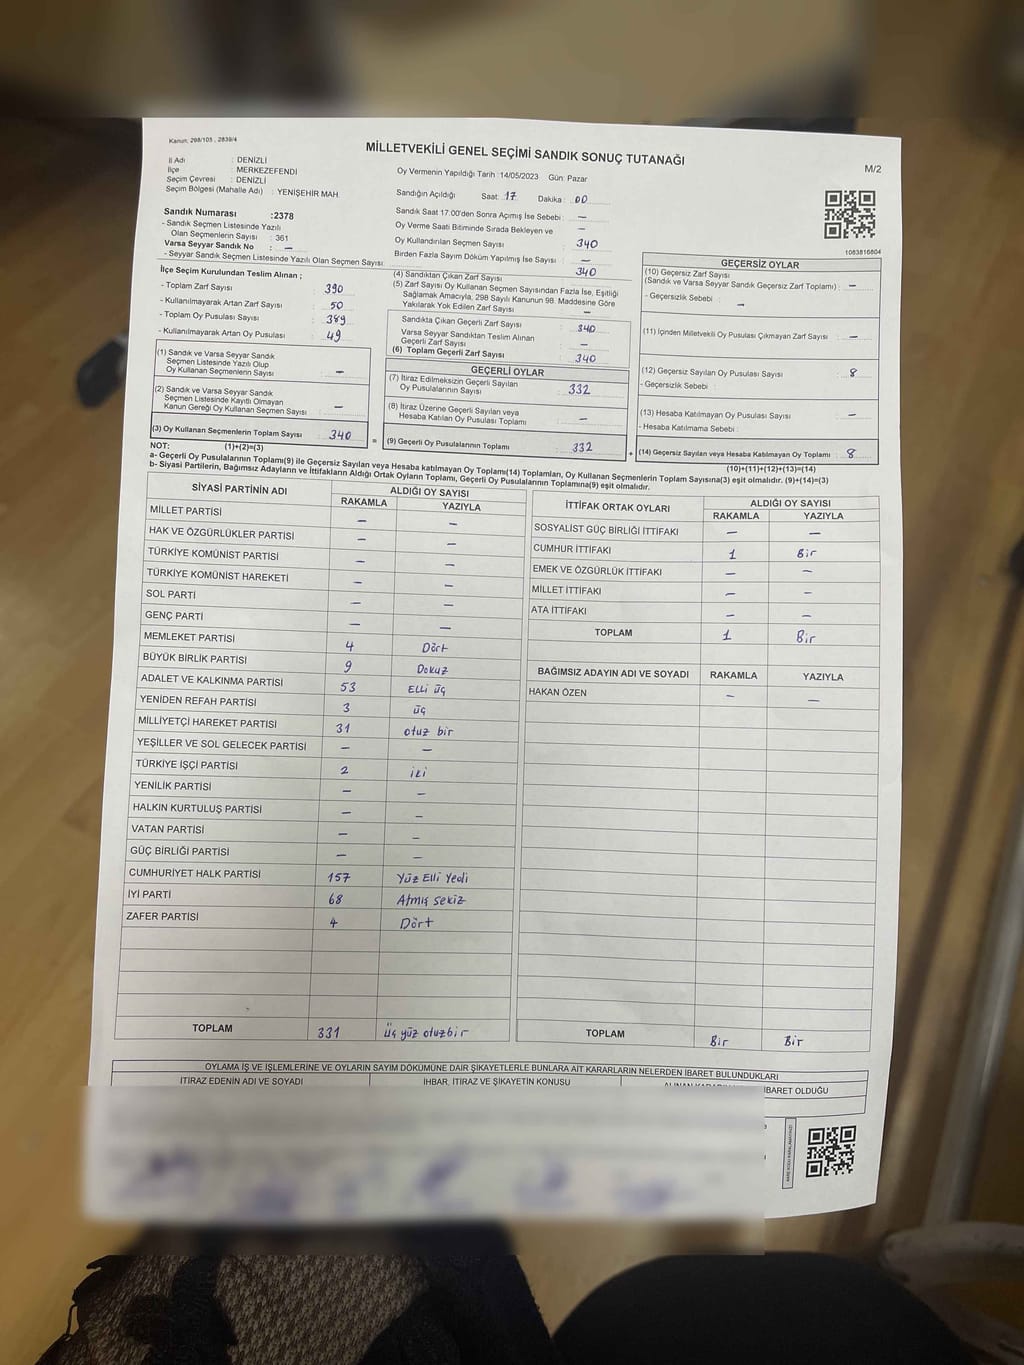 Kanun: 298/105 , 2839/4
MİLLETVEKİLİ GENEL SEÇİMİ SANDIK SONUÇ TUTANAĞI
M/2
İl Adı : DENİZLİ
İlçe : MERKEZEFENDİ
Seçim Çevresi : DENİZLİ
Seçim Bölgesi (Mahalle Adı) : YENİŞEHİR MAH.
Oy Vermenin Yapıldığı Tarih :14/05/2023 Gün: Pazar
Sandığın Açıldığı Saat: 17 Dakika : 00
Sandık Numarası :2378
- Sandık Seçmen Listesinde Yazılı
Olan Seçmenlerin Sayısı : 361
Varsa Seyyar Sandık No : —
- Seyyar Sandık Seçmen Listesinde Yazılı Olan Seçmen Sayısı:
Sandık Saat 17.00'den Sonra Açımış İse Sebebi : —
Oy Verme Saati Bitiminde Sırada Bekleyen ve —
Oy Kullandırılan Seçmen Sayısı 340
Birden Fazla Sayım Döküm Yapılmış İse Sayısı : —
1083816804
İlçe Seçim Kurulundan Teslim Alınan ;
- Toplam Zarf Sayısı : 390
- Kullanılmayarak Artan Zarf Sayısı : 50
- Toplam Oy Pusulası Sayısı : 389
- Kullanılmayarak Artan Oy Pusulası : 49
(4) Sandıktan Çıkan Zarf Sayısı : 340
(5) Zarf Sayısı Oy Kullanan Seçmen Sayısından Fazla İse, Eşitliği
Sağlamak Amacıyla, 298 Sayılı Kanunun 98. Maddesine Göre
Yakılarak Yok Edilen Zarf Sayısı : —
Sandıkta Çıkan Geçerli Zarf Sayısı : 340
Varsa Seyyar Sandıktan Teslim Alınan
Geçerli Zarf Sayısı : —
(6) Toplam Geçerli Zarf Sayısı : 340
GEÇERSİZ OYLAR
(10) Geçersiz Zarf Sayısı
(Sandık ve Varsa Seyyar Sandık Geçersiz Zarf Toplamı) : —
- Geçersizlik Sebebi : —
(11) İçinden Milletvekili Oy Pusulası Çıkmayan Zarf Sayısı : —
(12) Geçersiz Sayılan Oy Pusulası Sayısı : 8
- Geçersizlik Sebebi :
(13) Hesaba Katılmayan Oy Pusulası Sayısı : —
- Hesaba Katılmama Sebebi :
(14) Geçersiz Sayılan veya Hesaba Katılmayan Oy Toplamı : 8
(10)+(11)+(12)+(13)=(14)
(1) Sandık ve Varsa Seyyar Sandık
Seçmen Listesinde Yazılı Olup
Oy Kullanan Seçmenlerin Sayısı : —
(2) Sandık ve Varsa Seyyar Sandık
Seçmen Listesinde Kayıtlı Olmayan
Kanun Gereği Oy Kullanan Seçmen Sayısı : —
(3) Oy Kullanan Seçmenlerin Toplam Sayısı : 340 =
(1)+(2)=(3)
GEÇERLİ OYLAR
(7) İtiraz Edilmeksizin Geçerli Sayılan
Oy Pusulalarının Sayısı : 332
(8) İtiraz Üzerine Geçerli Sayılan veya
Hesaba Katılan Oy Pusulası Toplamı : —
(9) Geçerli Oy Pusulalarının Toplamı : 332 +
NOT:
a- Geçerli Oy Pusulalarının Toplamı(9) ile Geçersiz Sayılan veya Hesaba katılmayan Oy Toplamı(14) Toplamları, Oy Kullanan Seçmenlerin Toplam Sayısına(3) eşit olmalıdır. (9)+(14)=(3)
b- Siyasi Partilerin, Bağımsız Adayların ve İttifakların Aldığı Ortak Oyların Toplamı, Geçerli Oy Pusulalarının Toplamına(9) eşit olmalıdır.
SİYASİ PARTİNİN ADI ALDIĞI OY SAYISI
RAKAMLA YAZIYLA
MİLLET PARTİSİ — —
HAK VE ÖZGÜRLÜKLER PARTİSİ — —
TÜRKİYE KOMÜNİST PARTİSİ — —
TÜRKİYE KOMÜNİST HAREKETİ — —
SOL PARTİ — —
GENÇ PARTİ — —
MEMLEKET PARTİSİ 4 Dört
BÜYÜK BİRLİK PARTİSİ 9 Dokuz
ADALET VE KALKINMA PARTİSİ 53 Elli üç
YENİDEN REFAH PARTİSİ 3 üç
MİLLİYETÇİ HAREKET PARTİSİ 31 otuz bir
YEŞİLLER VE SOL GELECEK PARTİSİ — —
TÜRKİYE İŞÇİ PARTİSİ 2 iki
YENİLİK PARTİSİ — —
HALKIN KURTULUŞ PARTİSİ — —
VATAN PARTİSİ — —
GÜÇ BİRLİĞİ PARTİSİ — —
CUMHURİYET HALK PARTİSİ 157 Yüz Elli Yedi
İYİ PARTİ 68 Atmış sekiz
ZAFER PARTİSİ 4 Dört
TOPLAM 331 üç yüz otuzbir
İTTİFAK ORTAK OYLARI ALDIĞI OY SAYISI
RAKAMLA YAZIYLA
SOSYALİST GÜÇ BİRLİĞİ İTTİFAKI — —
CUMHUR İTTİFAKI 1 Bir
EMEK VE ÖZGÜRLÜK İTTİFAKI — —
MİLLET İTTİFAKI — —
ATA İTTİFAKI — —
TOPLAM 1 Bir
BAĞIMSIZ ADAYIN ADI VE SOYADI RAKAMLA YAZIYLA
HAKAN ÖZEN — —
TOPLAM Bir Bir
OYLAMA İŞ VE İŞLEMLERİNE VE OYLARIN SAYIM DÖKÜMÜNE DAİR ŞİKAYETLERLE BUNLARA AİT KARARLARIN NELERDEN İBARET BULUNDUKLARI
İTİRAZ EDENİN ADI VE SOYADI İHBAR, İTİRAZ VE ŞİKAYETİN KONUSU İBARET OLDUĞU